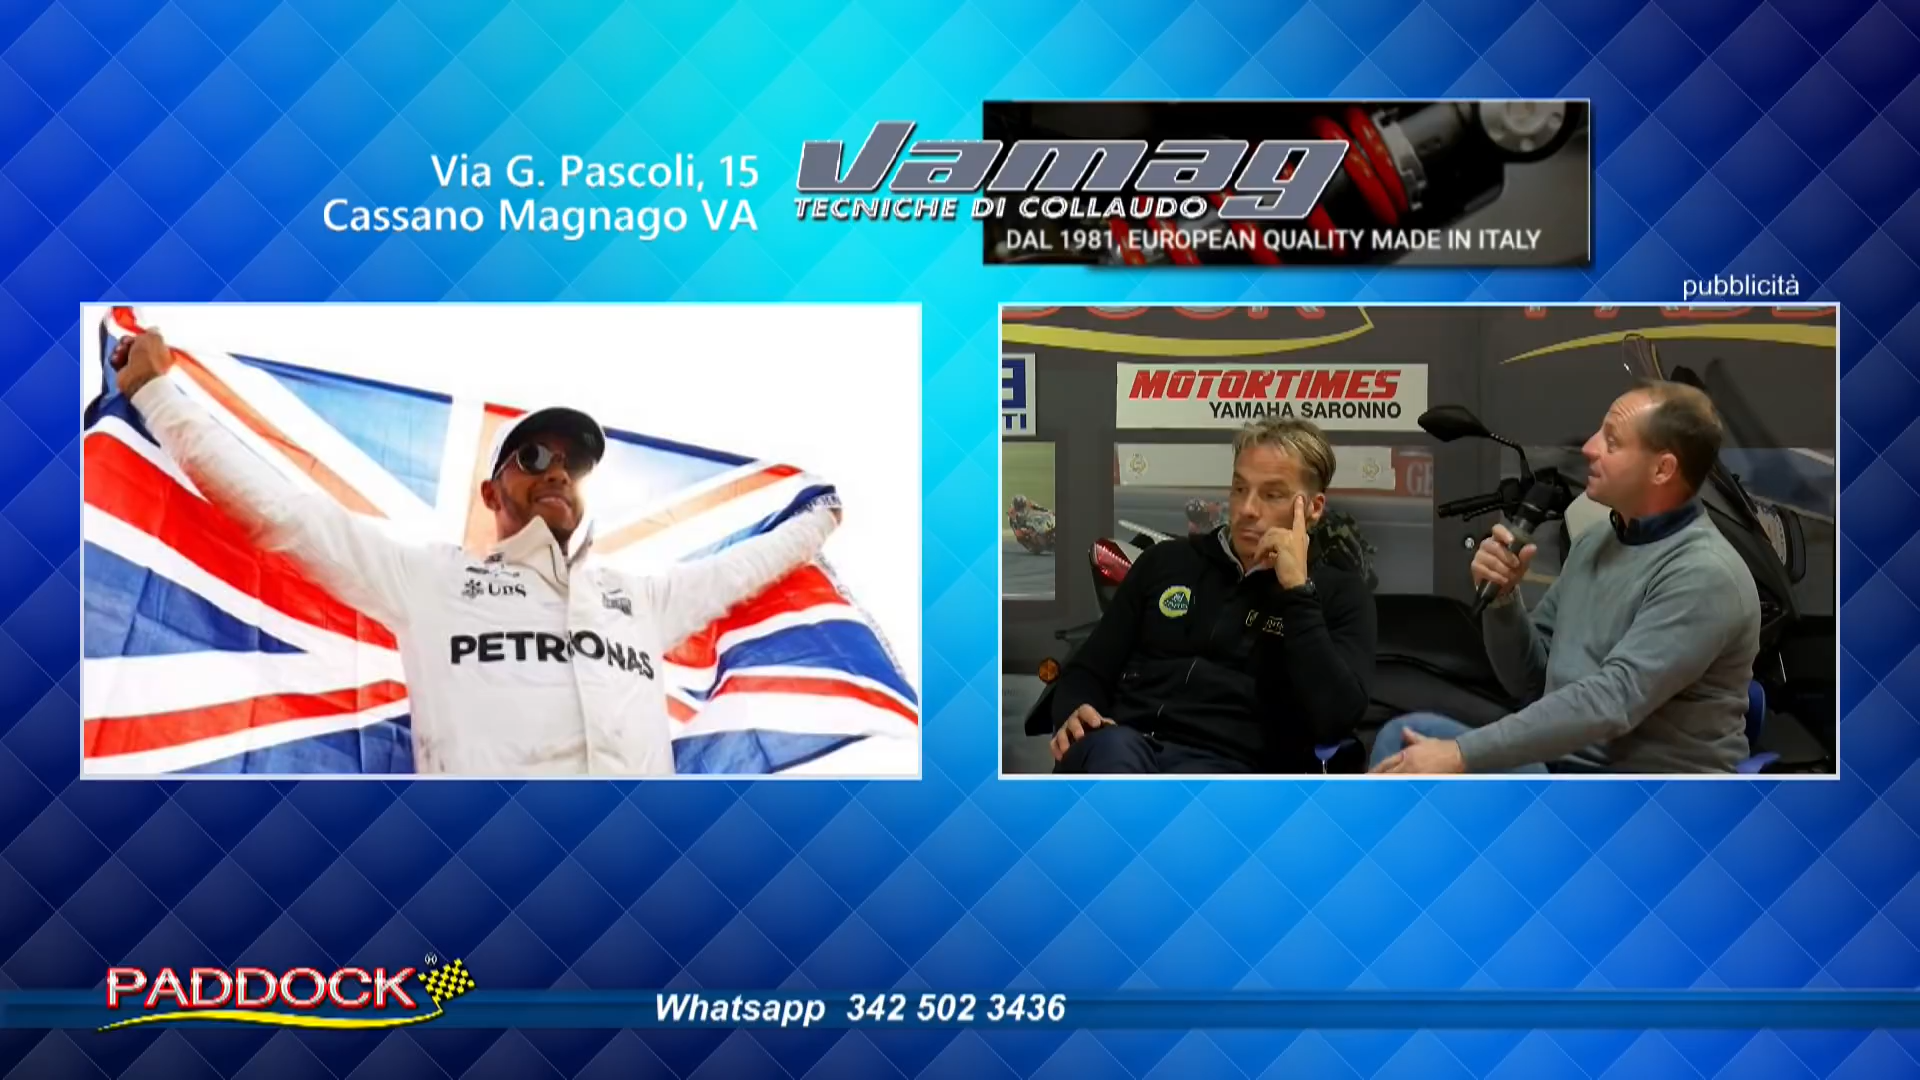 Via G. Pascoli, 15
Cassano Magnago VA
Vamag
TECNICHE DI COLLAUDO
DAL 1981, EUROPEAN QUALITY MADE IN ITALY
pubblicità
UBS
PETRONAS
MOTORTIMES
YAMAHA SARONNO
PADDOCK
Whatsapp 342 502 3436